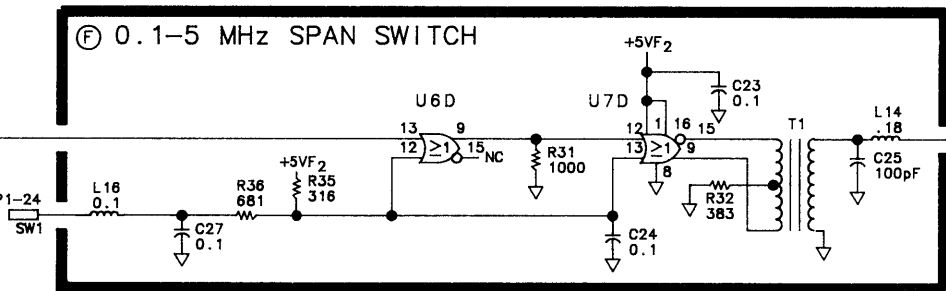 Ⓕ 0.1-5 MHz SPAN SWITCH
+5VF2
C23
0.1
U6D
U7D
L14
.18
13
9
12
1
16
15
T1
12
≥1
15
NC
R31
1000
13
≥1
9
8
C25
100pF
+5VF2
R35
316
P1-24
SW1
L16
0.1
R36
681
R32
383
C27
0.1
C24
0.1